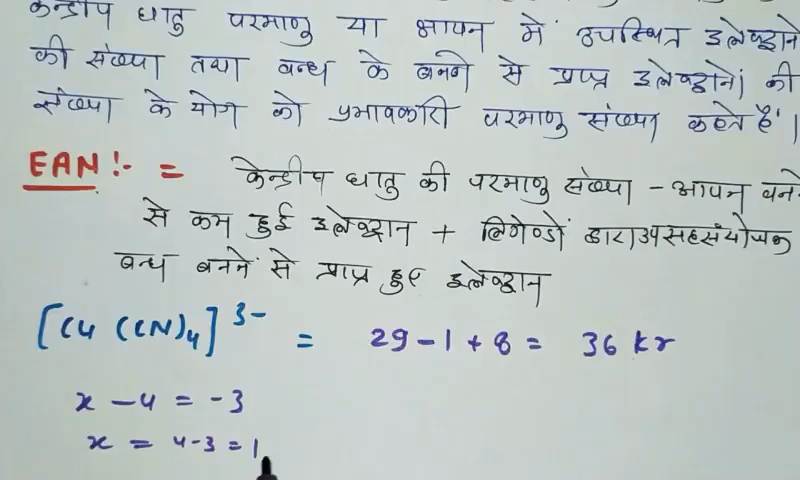 केन्द्रीय धातु परमाणु या आयन में उपस्थित इलेक्ट्रानो
की संख्या तथा बन्ध के बनने से प्राप्त इलेक्ट्रानों की
संख्या के योग को प्रभावकारी परमाणु संख्या कहते हैं।
EAN :- = केन्द्रीय धातु की परमाणु संख्या - आयन बनने
से कम हुई इलेक्ट्रान + लिगेण्डों द्वारा उपसहसंयोजक
बन्ध बनने से प्राप्त हुए इलेक्ट्रान
[Cu (CN)4]3- = 29 - 1 + 8 = 36 Kr
x - 4 = -3
x = 4-3 = 1